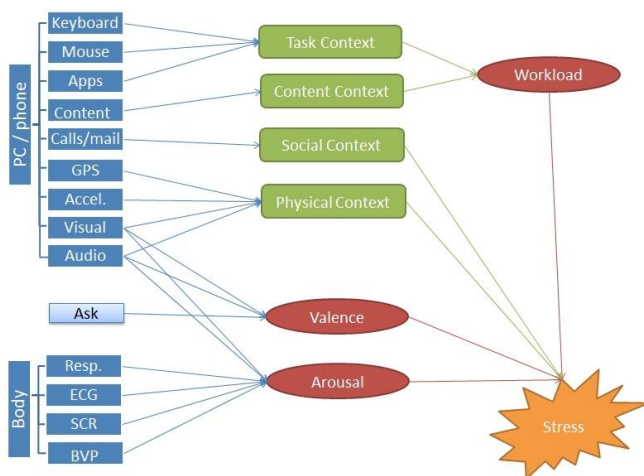 PC / phone
Keyboard
Mouse
Apps
Content
Calls/mail
GPS
Accel.
Visual
Audio
Ask
Body
Resp.
ECG
SCR
BVP
Task Context
Content Context
Social Context
Physical Context
Valence
Arousal
Workload
Stress